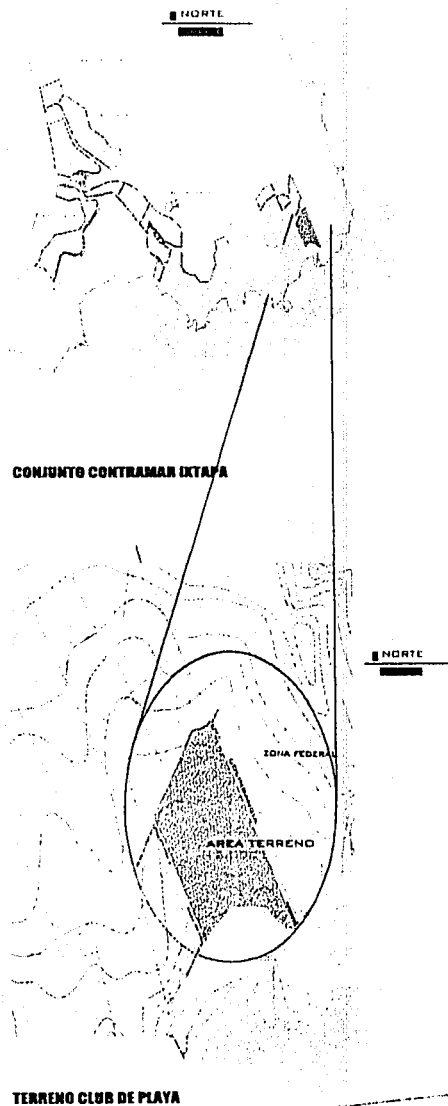 NORTE
CONJUNTO CONTRAMAR IXTAPA
NORTE
ZONA FEDERAL
AREA TERRENO
TERRENO CLUB DE PLAYA